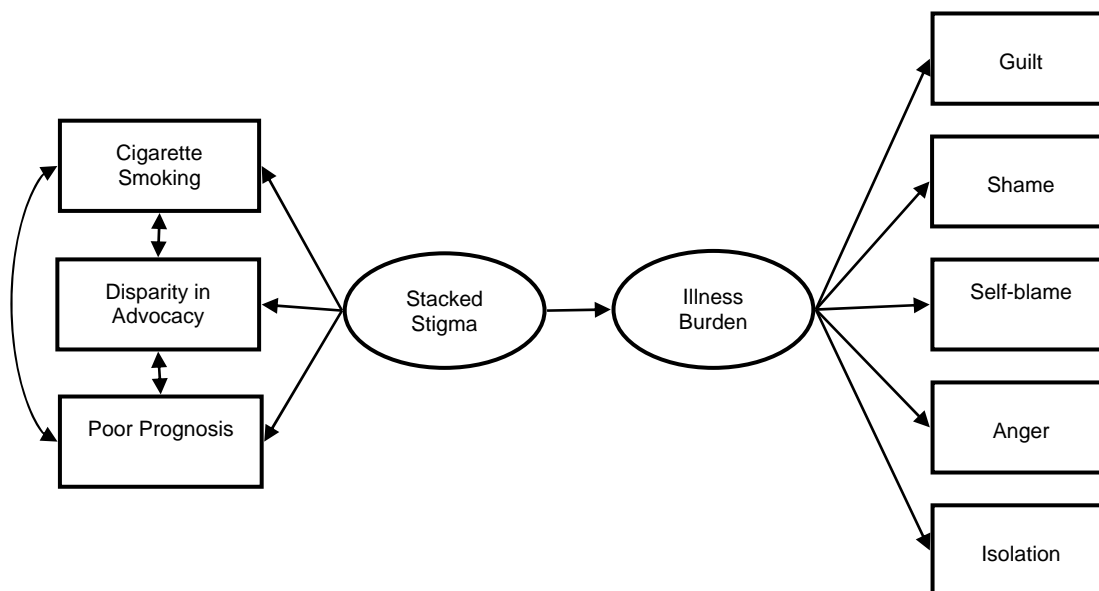 Cigarette
Smoking
Disparity in
Advocacy
Poor Prognosis
Stacked
Stigma
Illness
Burden
Guilt
Shame
Self-blame
Anger
Isolation